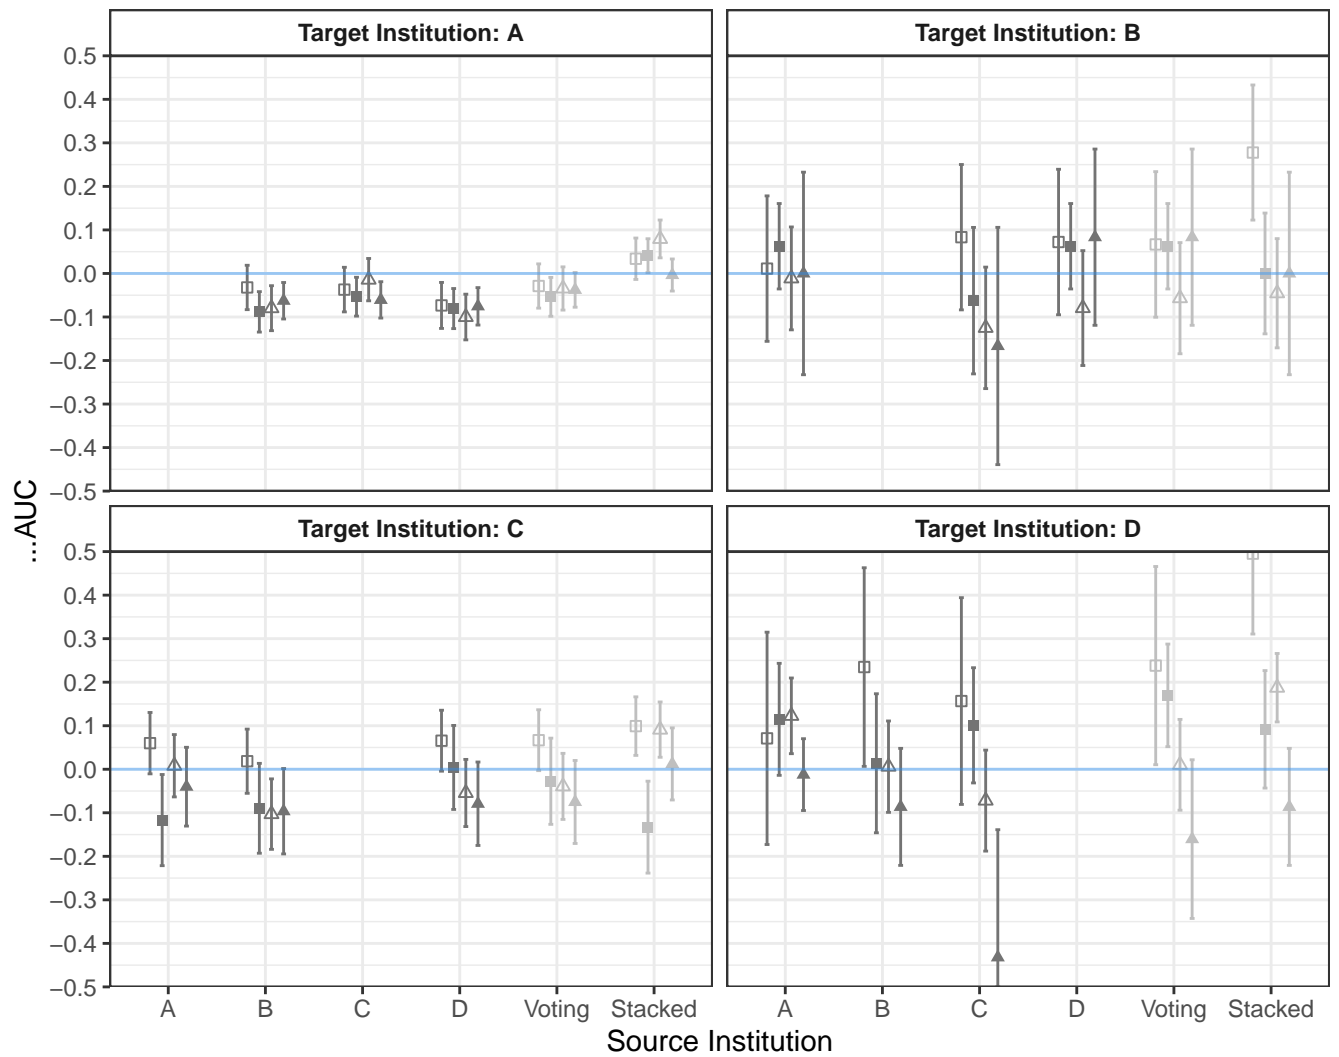 Target Institution: A
Target Institution: B
0.5
0.4
0.3
0.2
0.1
0.0
−0.1
−0.2
−0.3
−0.4
−0.5
...AUC
Target Institution: C
Target Institution: D
0.5
0.4
0.3
0.2
0.1
0.0
−0.1
−0.2
−0.3
−0.4
−0.5
A B C D Voting Stacked
A B C D Voting Stacked
Source Institution